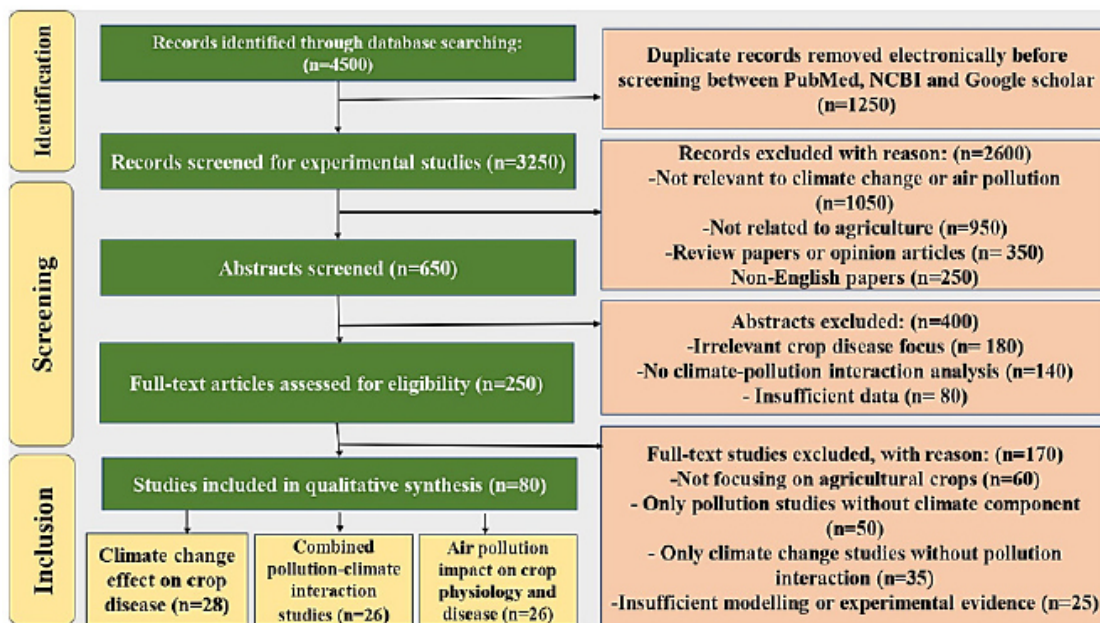 Identification
Records identified through database searching:
(n=4500)
Duplicate records removed electronically before
screening between PubMed, NCBI and Google scholar
(n=1250)
Records screened for experimental studies (n=3250)
Records excluded with reason: (n=2600)
-Not relevant to climate change or air pollution
(n=1050)
-Not related to agriculture (n=950)
-Review papers or opinion articles (n= 350)
Non-English papers (n=250)
Screening
Abstracts screened (n=650)
Abstracts excluded: (n=400)
-Irrelevant crop disease focus (n= 180)
-No climate-pollution interaction analysis (n=140)
- Insufficient data (n= 80)
Full-text articles assessed for eligibility (n=250)
Full-text studies excluded, with reason: (n=170)
-Not focusing on agricultural crops (n=60)
- Only pollution studies without climate component
(n=50)
- Only climate change studies without pollution
interaction (n=35)
-Insufficient modelling or experimental evidence (n=25)
Inclusion
Studies included in qualitative synthesis (n=80)
Climate change
effect on crop
disease (n=28)
Combined
pollution-climate
interaction
studies (n=26)
Air pollution
impact on crop
physiology and
disease (n=26)